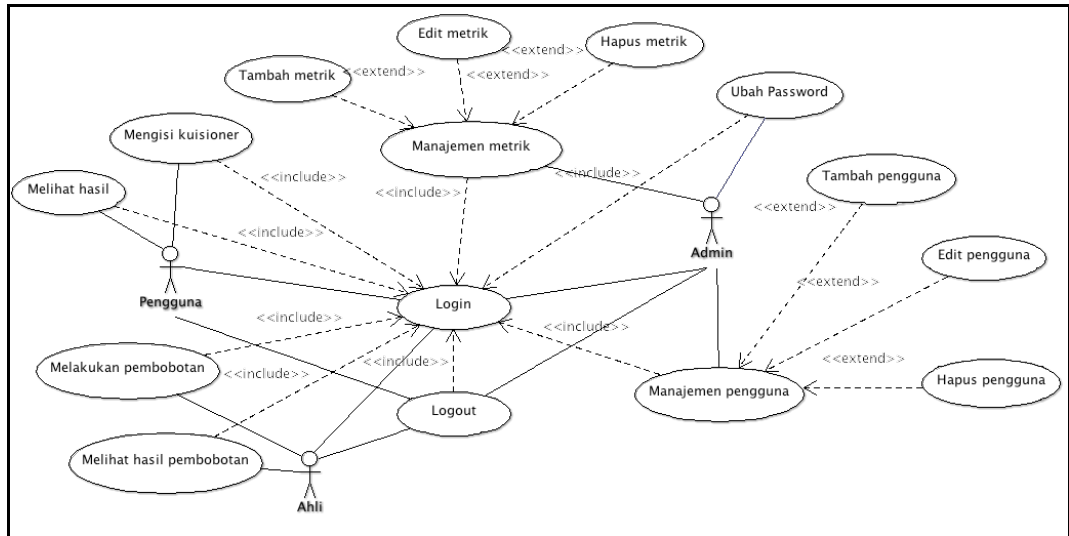 Edit metrik
Hapus metrik
<<extend>>
Tambah metrik
<<extend>>
<<extend>>
Ubah Password
Mengisi kuisioner
Manajemen metrik
<<include>>
<<include>>
<<include>>
Tambah pengguna
Melihat hasil
<<extend>>
<<include>>
Admin
Edit pengguna
<<extend>>
Pengguna
Login
<<include>>
<<include>>
Melakukan pembobotan
<<include>>
<<include>>
<<extend>>
Manajemen pengguna
Hapus pengguna
Logout
Melihat hasil pembobotan
Ahli